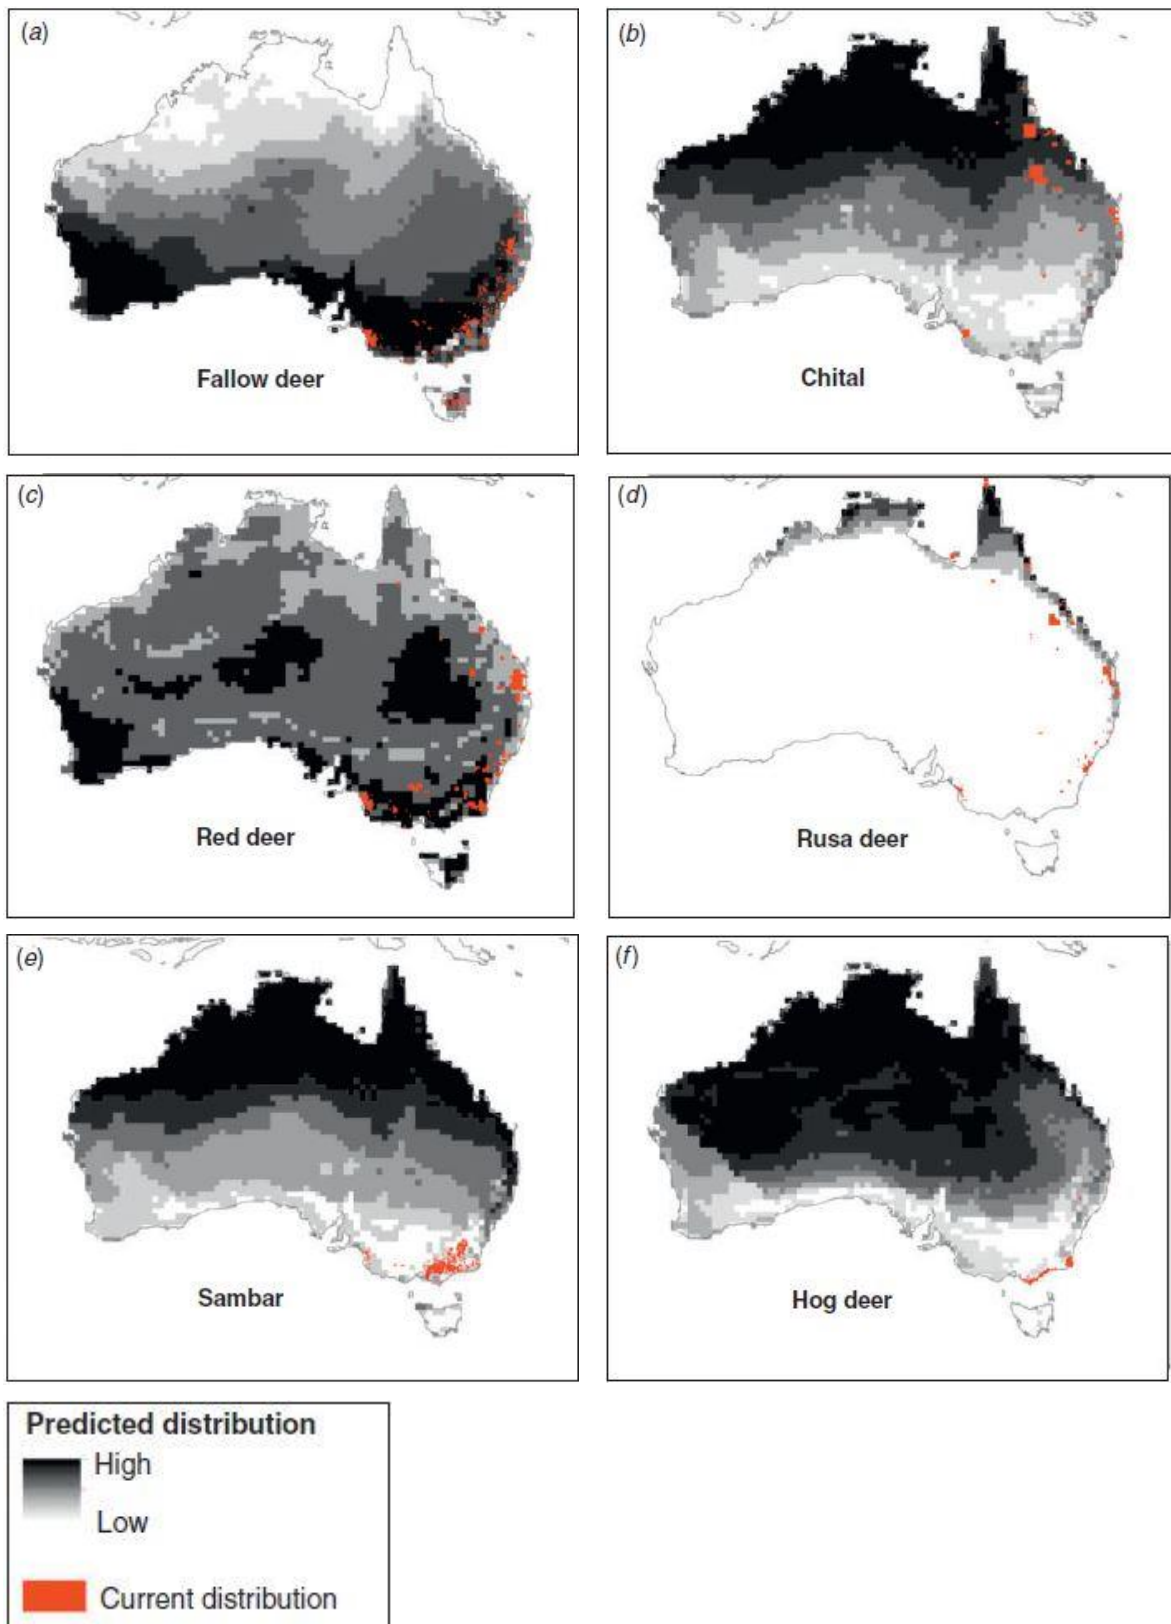 (a)
Fallow deer
(b)
Chital
(c)
Red deer
(d)
Rusa deer
(e)
Sambar
(f)
Hog deer
Predicted distribution
High
Low
Current distribution